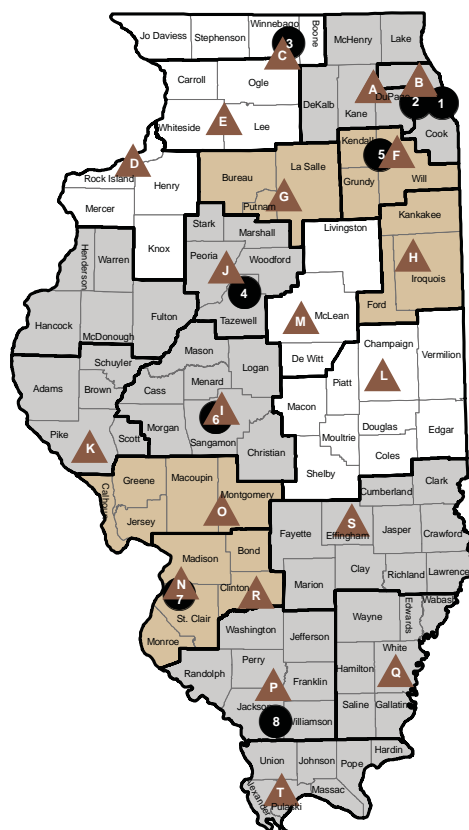 Jo Daviess
Stephenson
Winnebago
Boone
McHenry
Lake
3
C
Carroll
Ogle
DeKalb
Kane
A
DuPage
B
2
1
Cook
Whiteside
E
Lee
D
Rock Island
Henry
Mercer
Kendall
5
F
Will
Grundy
La Salle
Bureau
Putnam
G
Kankakee
H
Iroquois
Ford
Livingston
Knox
Stark
Marshall
Peoria
J
Woodford
4
Tazewell
M
McLean
De Witt
Henderson
Warren
Hancock
McDonough
Fulton
Mason
Logan
Menard
Cass
I
6
Morgan
Sangamon
Christian
Schuyler
Adams
Brown
Pike
K
Scott
Champaign
Vermilion
Piatt
L
Macon
Douglas
Moultrie
Edgar
Coles
Shelby
Greene
Macoupin
Montgomery
Calhoun
Jersey
O
Cumberland
Clark
Fayette
S
Effingham
Jasper
Crawford
Clay
Marion
Richland
Lawrence
Madison
Bond
N
7
Clinton
R
St. Clair
Monroe
Washington
Jefferson
Wayne
Edwards
Wabash
White
Hamilton
Q
Saline
Gallatin
Randolph
Perry
Franklin
P
Jackson
8
Williamson
Union
Johnson
Pope
Hardin
Alexander
T
Pulaski
Massac